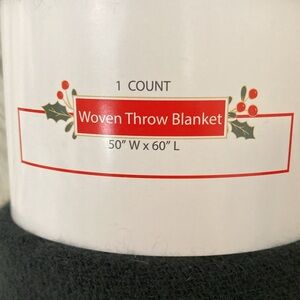 1 COUNT
Woven Throw Blanket
50" W x 60" L